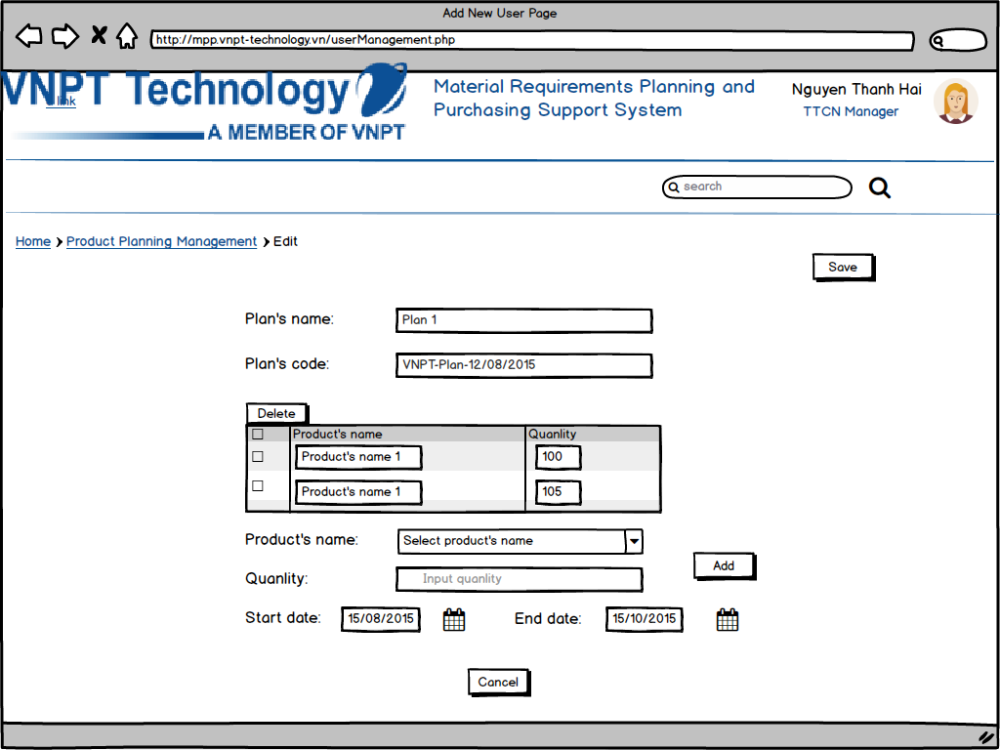 Add New User Page
http://mpp.vnpt-technology.vn/userManagement.php
VNPT Technology
link
A MEMBER OF VNPT
Material Requirements Planning and
Purchasing Support System
Nguyen Thanh Hai
TTCN Manager
search
Home > Product Planning Management > Edit
Save
Plan's name: Plan 1
Plan's code: VNPT-Plan-12/08/2015
Delete
Product's name Quanlity
Product's name 1 100
Product's name 1 105
Product's name: Select product's name
Add
Quanlity: Input quanlity
Start date: 15/08/2015 End date: 15/10/2015
Cancel